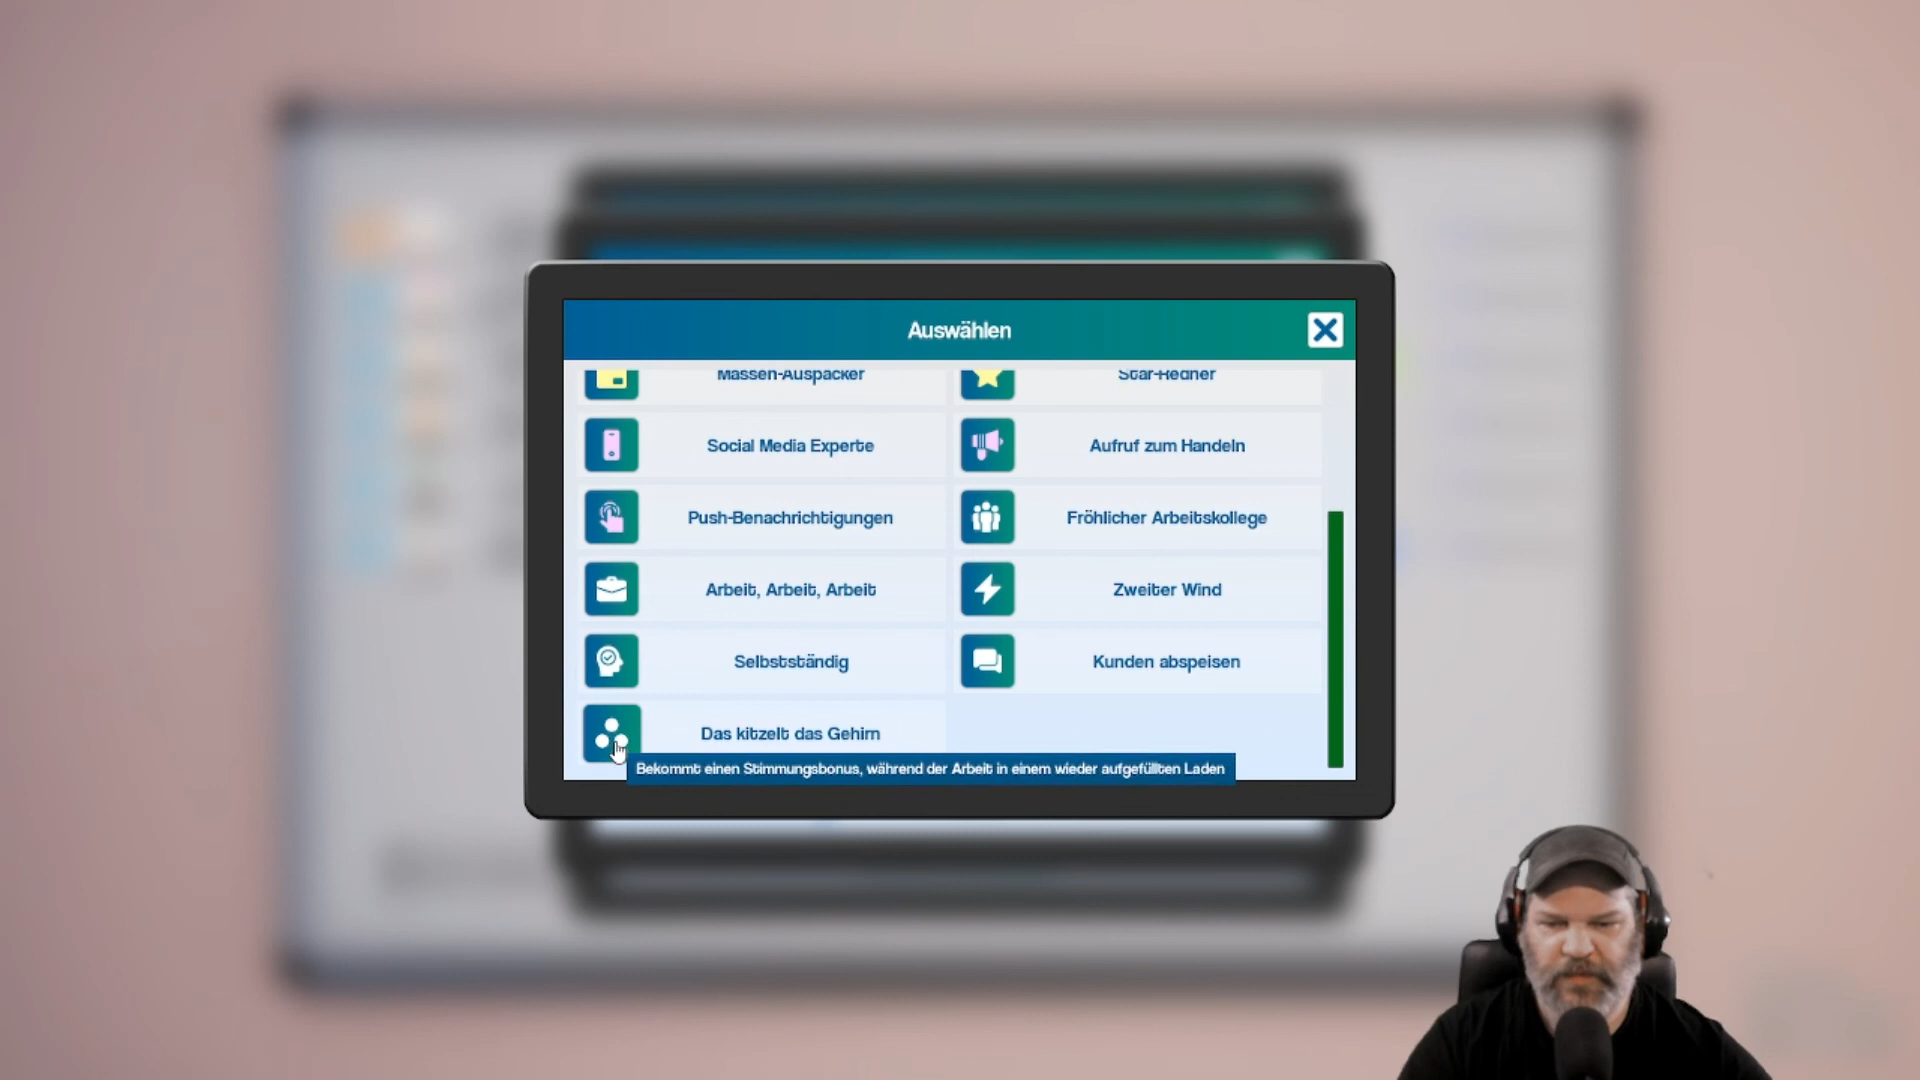 Auswählen
Massen-Auspacker
Star-Redner
Social Media Experte
Aufruf zum Handeln
Push-Benachrichtigungen
Fröhlicher Arbeitskollege
Arbeit, Arbeit, Arbeit
Zweiter Wind
Selbstständig
Kunden abspeisen
Das kitzelt das Gehirn
Bekommt einen Stimmungsbonus, während der Arbeit in einem wieder aufgefüllten Laden